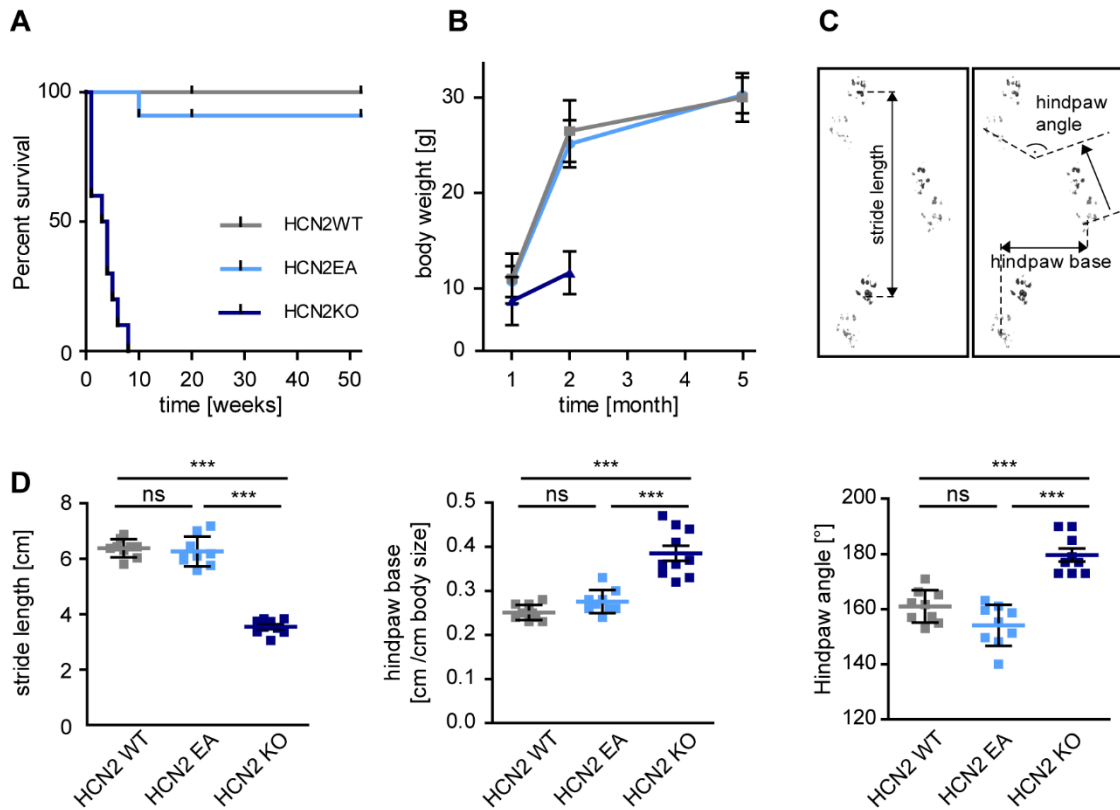 A
Percent survival
100
50
0
0
10
20
30
40
50
time [weeks]
HCN2WT
HCN2EA
HCN2KO
B
body weight [g]
30
20
10
0
1
2
3
4
5
time [month]
C
stride length
hindpaw
angle
hindpaw base
D
stride length [cm]
8
6
4
2
0
***
ns
***
HCN2 WT
HCN2 EA
HCN2 KO
hindpaw base
[cm /cm body size]
0.5
0.4
0.3
0.2
0.1
0.0
***
ns
***
HCN2 WT
HCN2 EA
HCN2 KO
Hindpaw angle [°]
200
180
160
140
120
***
ns
***
HCN2 WT
HCN2 EA
HCN2 KO